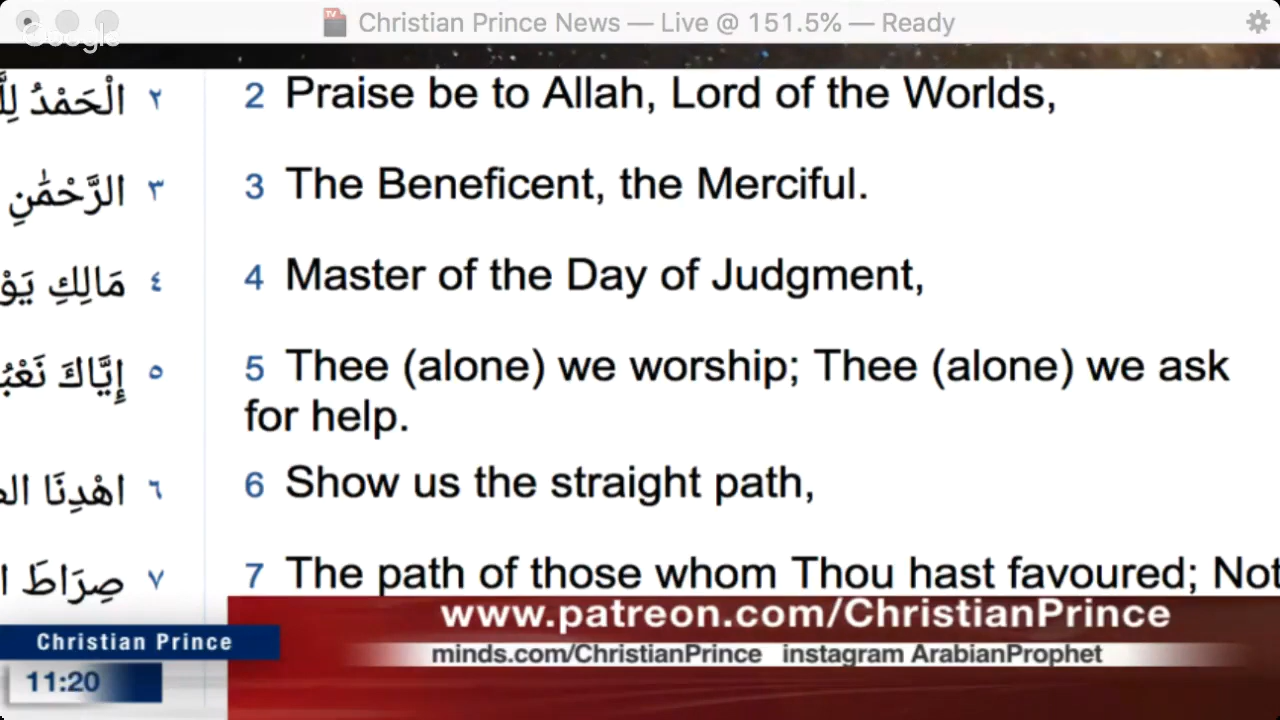 Christian Prince News — Live @ 151.5% — Ready
Google
٢ الْحَمْدُ
2 Praise be to Allah, Lord of the Worlds,
٣ الرَّحْمَٰنِ
3 The Beneficent, the Merciful.
٤ مَالِكِ
4 Master of the Day of Judgment,
٥ إِيَّاكَ
5 Thee (alone) we worship; Thee (alone) we ask
for help.
٦ اهْدِنَا
6 Show us the straight path,
٧ صِرَاطَ
7 The path of those whom Thou hast favoured; Not
www.patreon.com/ChristianPrince
Christian Prince
minds.com/ChristianPrince instagram ArabianProphet
11:20